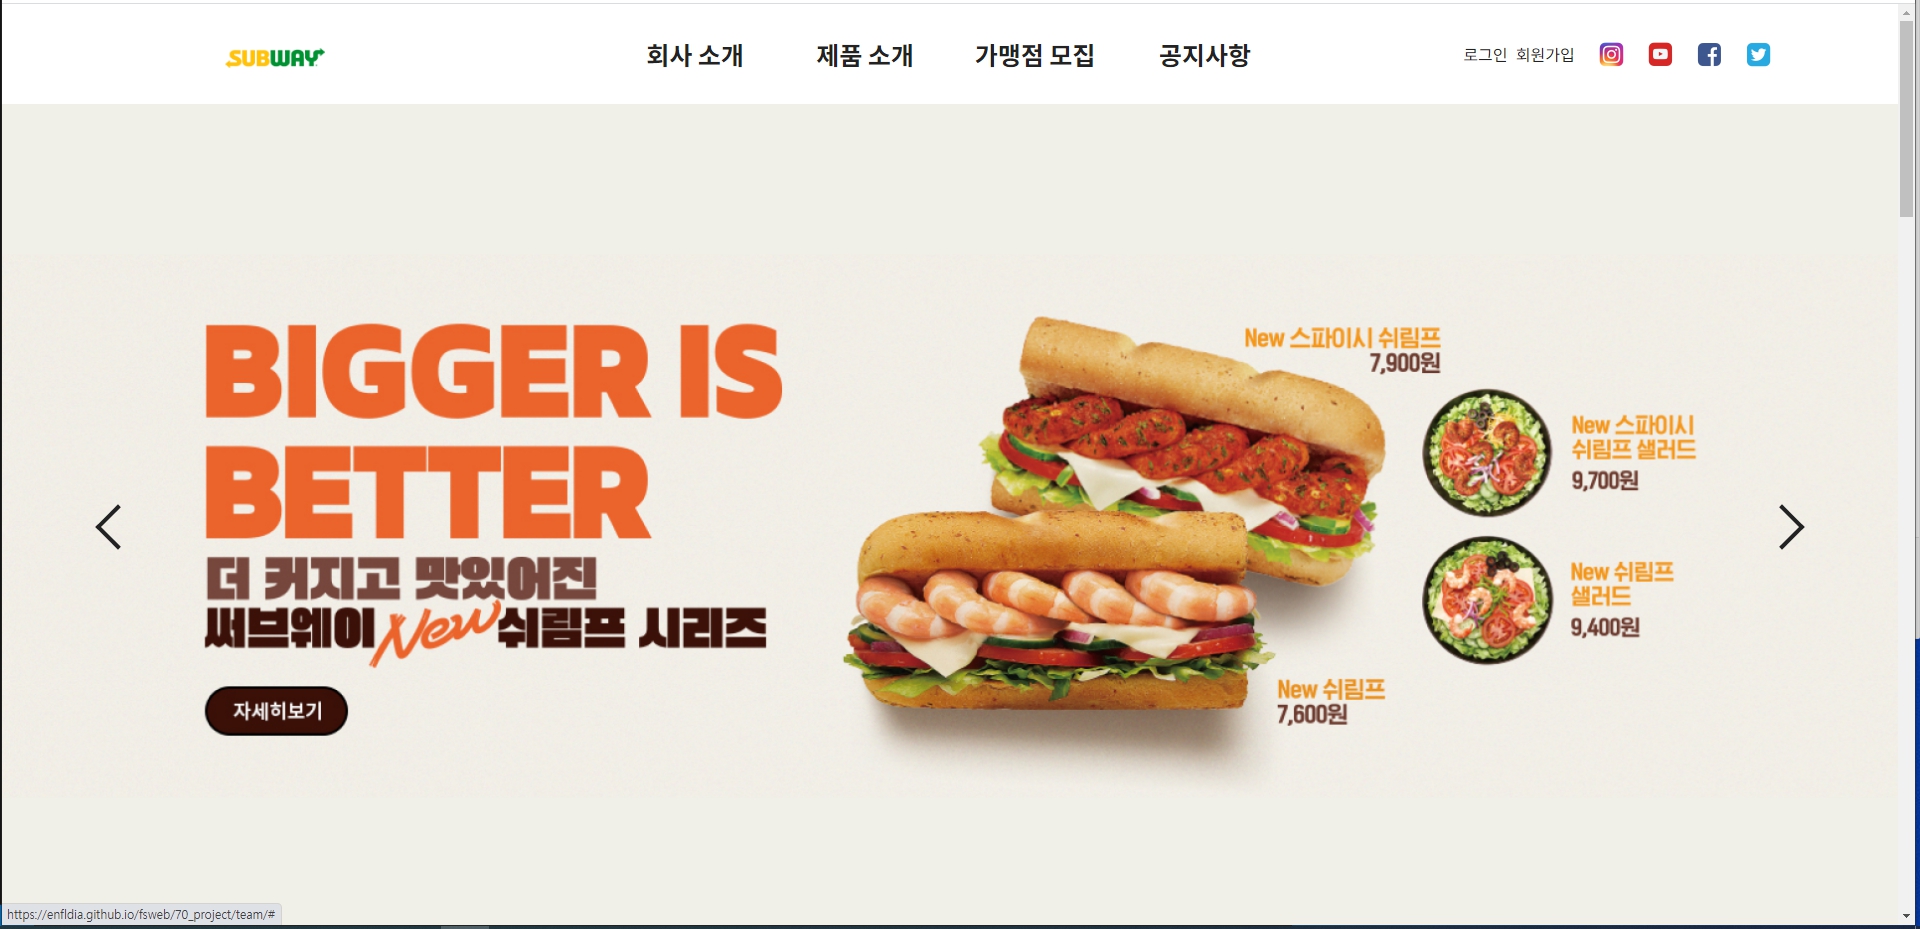 SUBWAY
회사 소개 제품 소개 가맹점 모집 공지사항
로그인 회원가입
BIGGER IS
BETTER
더 커지고 맛있어진
써브웨이 New 쉬림프 시리즈
자세히보기
New 스파이시 쉬림프
7,900원
New 스파이시
쉬림프 샐러드
9,700원
New 쉬림프
샐러드
9,400원
New 쉬림프
7,600원
https://enfldia.github.io/fsweb/70_project/team/#